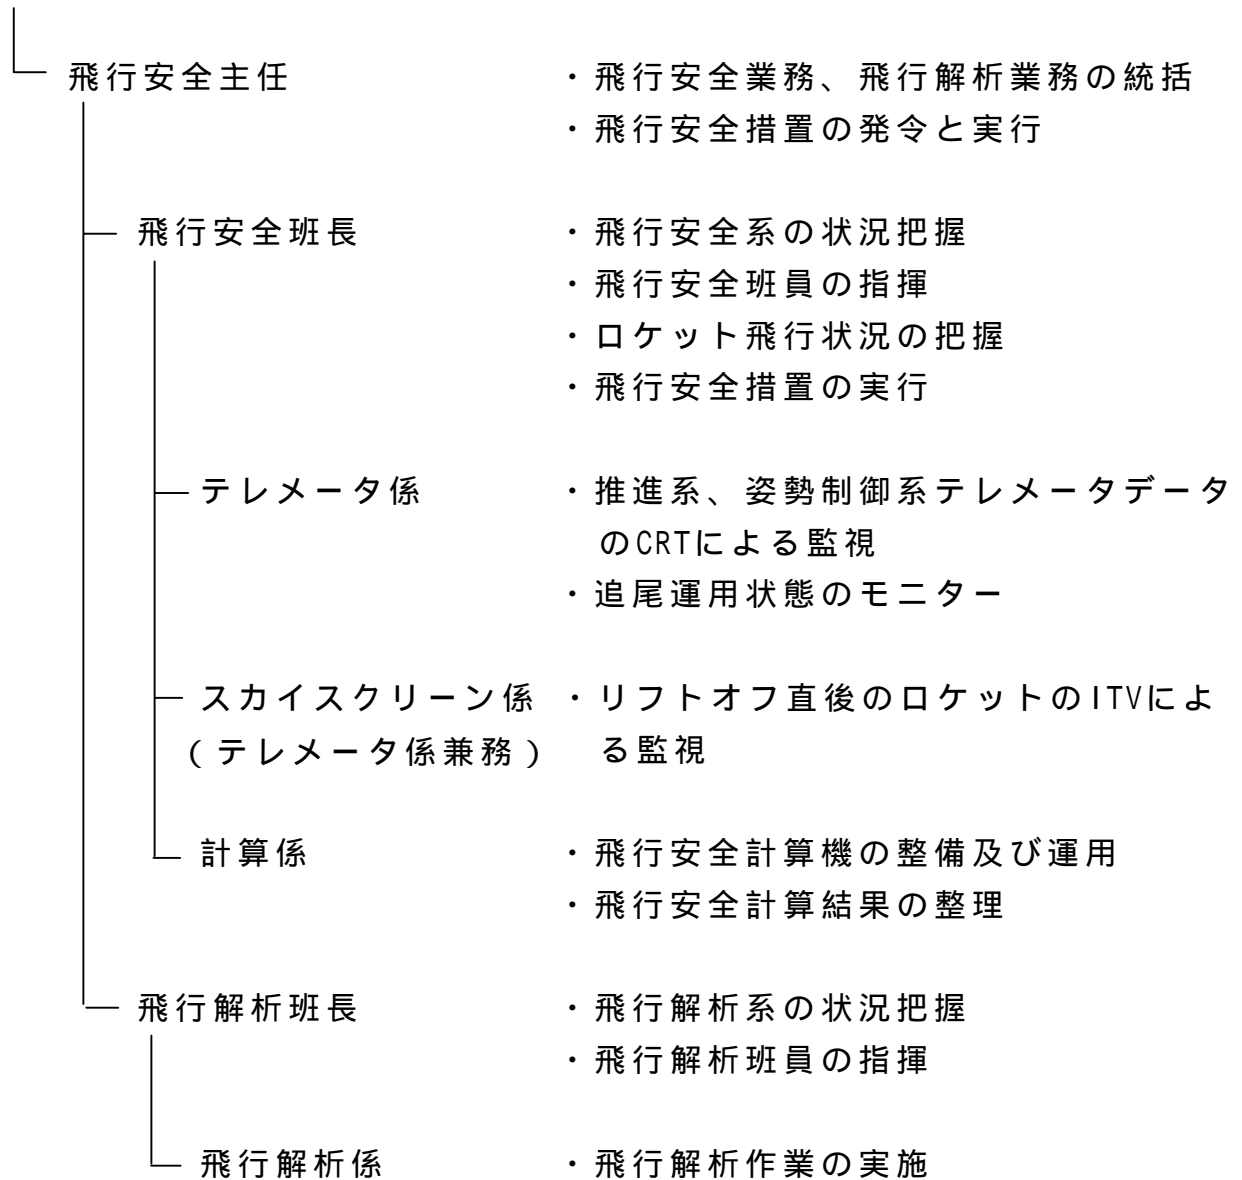 飛行安全主任 ・飛行安全業務、飛行解析業務の統括
・飛行安全措置の発令と実行
飛行安全班長 ・飛行安全系の状況把握
・飛行安全班員の指揮
・ロケット飛行状況の把握
・飛行安全措置の実行
テレメータ係 ・推進系、姿勢制御系テレメータデータ
のCRTによる監視
・追尾運用状態のモニター
スカイスクリーン係 ・リフトオフ直後のロケットのITVによ
(テレメータ係兼務) る監視
計算係 ・飛行安全計算機の整備及び運用
・飛行安全計算結果の整理
飛行解析班長 ・飛行解析系の状況把握
・飛行解析班員の指揮
飛行解析係 ・飛行解析作業の実施